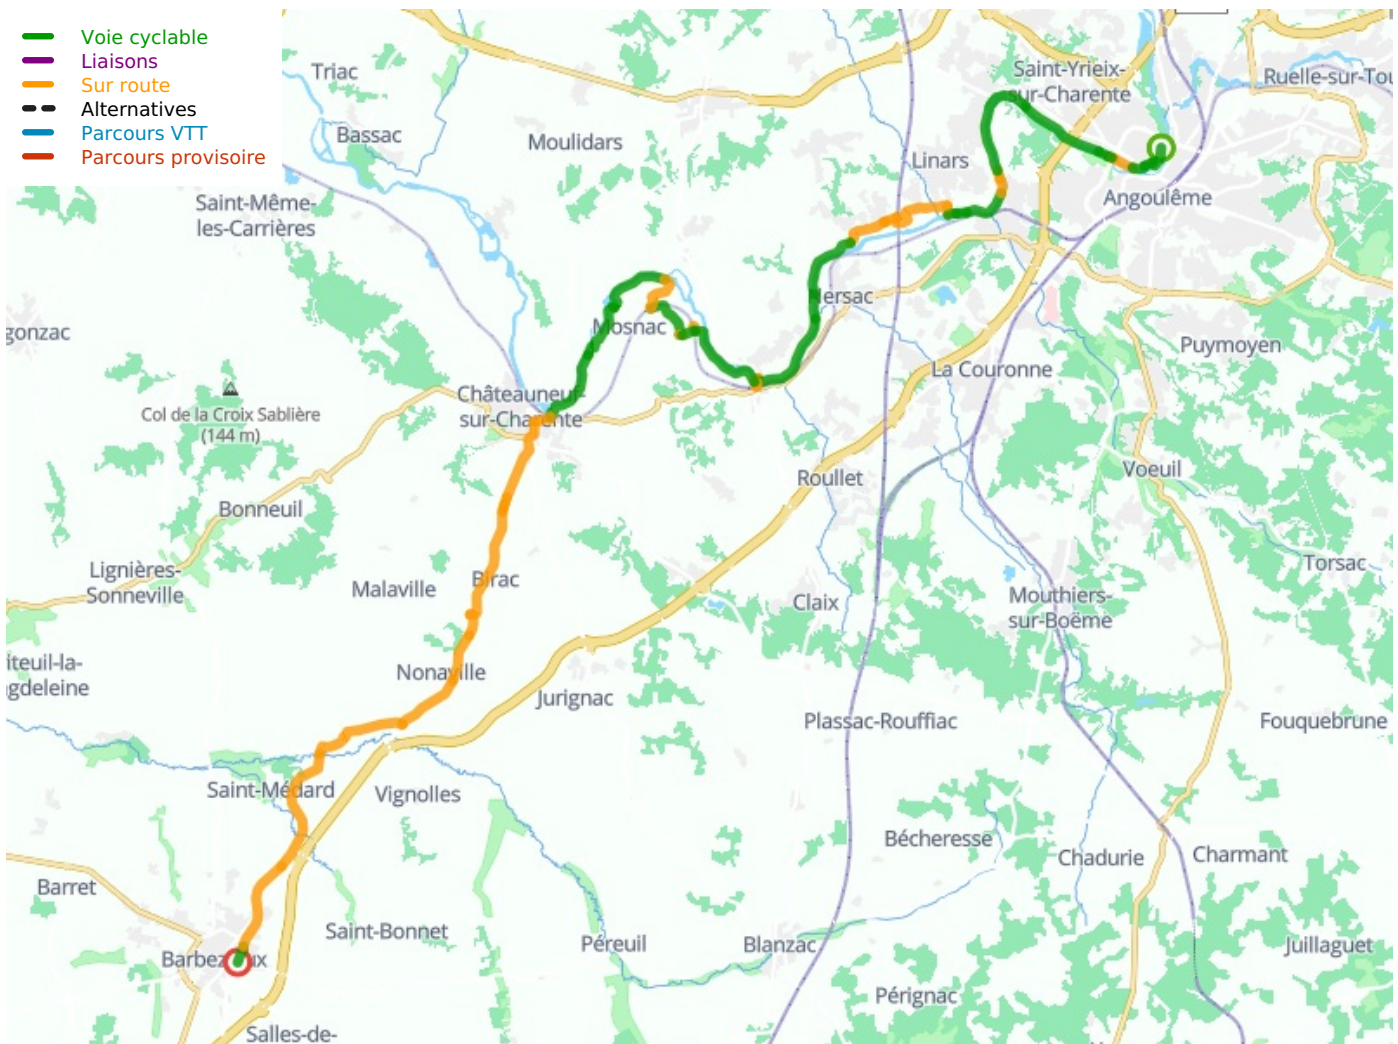 Voie cyclable
Liaisons
Sur route
Alternatives
Parcours VTT
Parcours provisoire
Triac
Bassac
Moulidars
Saint-Yrieix-
sur-Charente
Ruelle-sur-Tou
Linars
Angoulême
Saint-Même-
les-Carrières
gonzac
Mosnac
Nersac
Puymoyen
La Couronne
Châteauneuf-
sur-Charente
Col de la Croix Sablière
(144 m)
Voeuil
Roullet
Bonneuil
Torsac
Lignières-
Sonneville
Malaville
Birac
Claix
Mouthiers-
sur-Boëme
iteuil-la-
gdeleine
Nonaville
Jurignac
Plassac-Rouffiac
Fouquebrune
Saint-Médard
Vignolles
Bécheresse
Chadurie
Charmant
Barret
Saint-Bonnet
Péreuil
Blanzac
Juillaguet
Barbezieux
Pérignac
Salles-de-